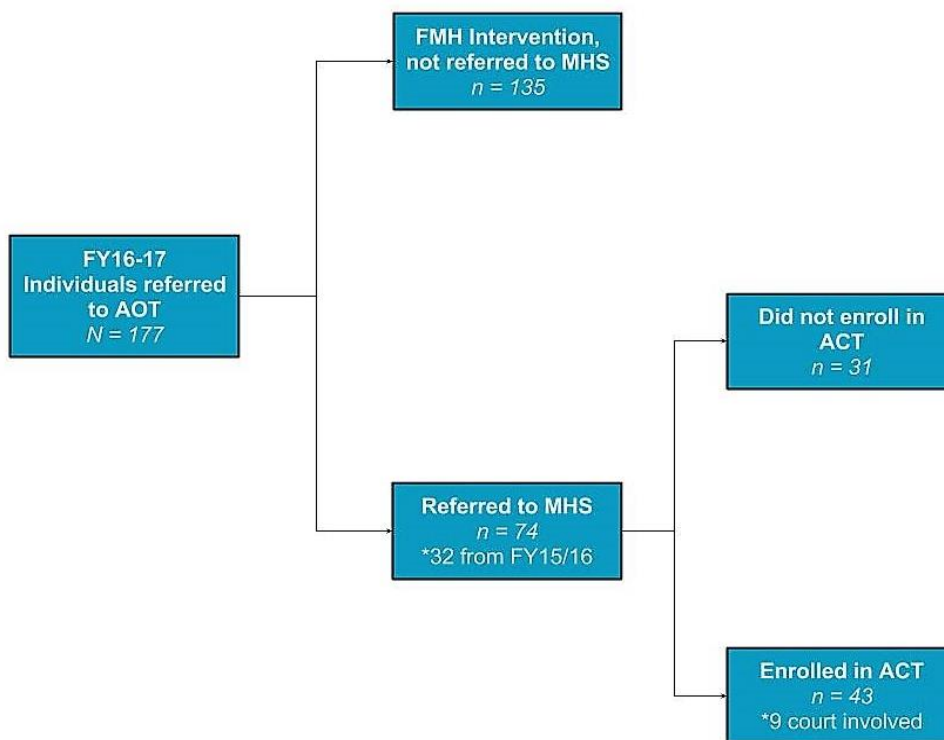 FMH Intervention,
not referred to MHS
n = 135
FY16-17
Individuals referred
to AOT
N = 177
Did not enroll in
ACT
n = 31
Referred to MHS
n = 74
*32 from FY15/16
Enrolled in ACT
n = 43
*9 court involved